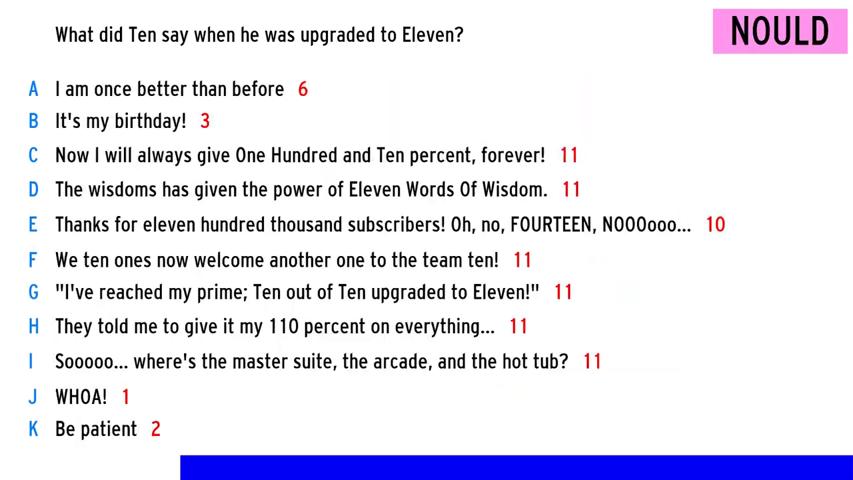 What did Ten say when he was upgraded to Eleven?
NOULD
A I am once better than before 6
B It's my birthday! 3
C Now I will always give One Hundred and Ten percent, forever! 11
D The wisdoms has given the power of Eleven Words Of Wisdom. 11
E Thanks for eleven hundred thousand subscribers! Oh, no, FOURTEEN, NOOOooo... 10
F We ten ones now welcome another one to the team ten! 11
G "I've reached my prime; Ten out of Ten upgraded to Eleven!" 11
H They told me to give it my 110 percent on everything... 11
I Sooooo... where's the master suite, the arcade, and the hot tub? 11
J WHOA! 1
K Be patient 2